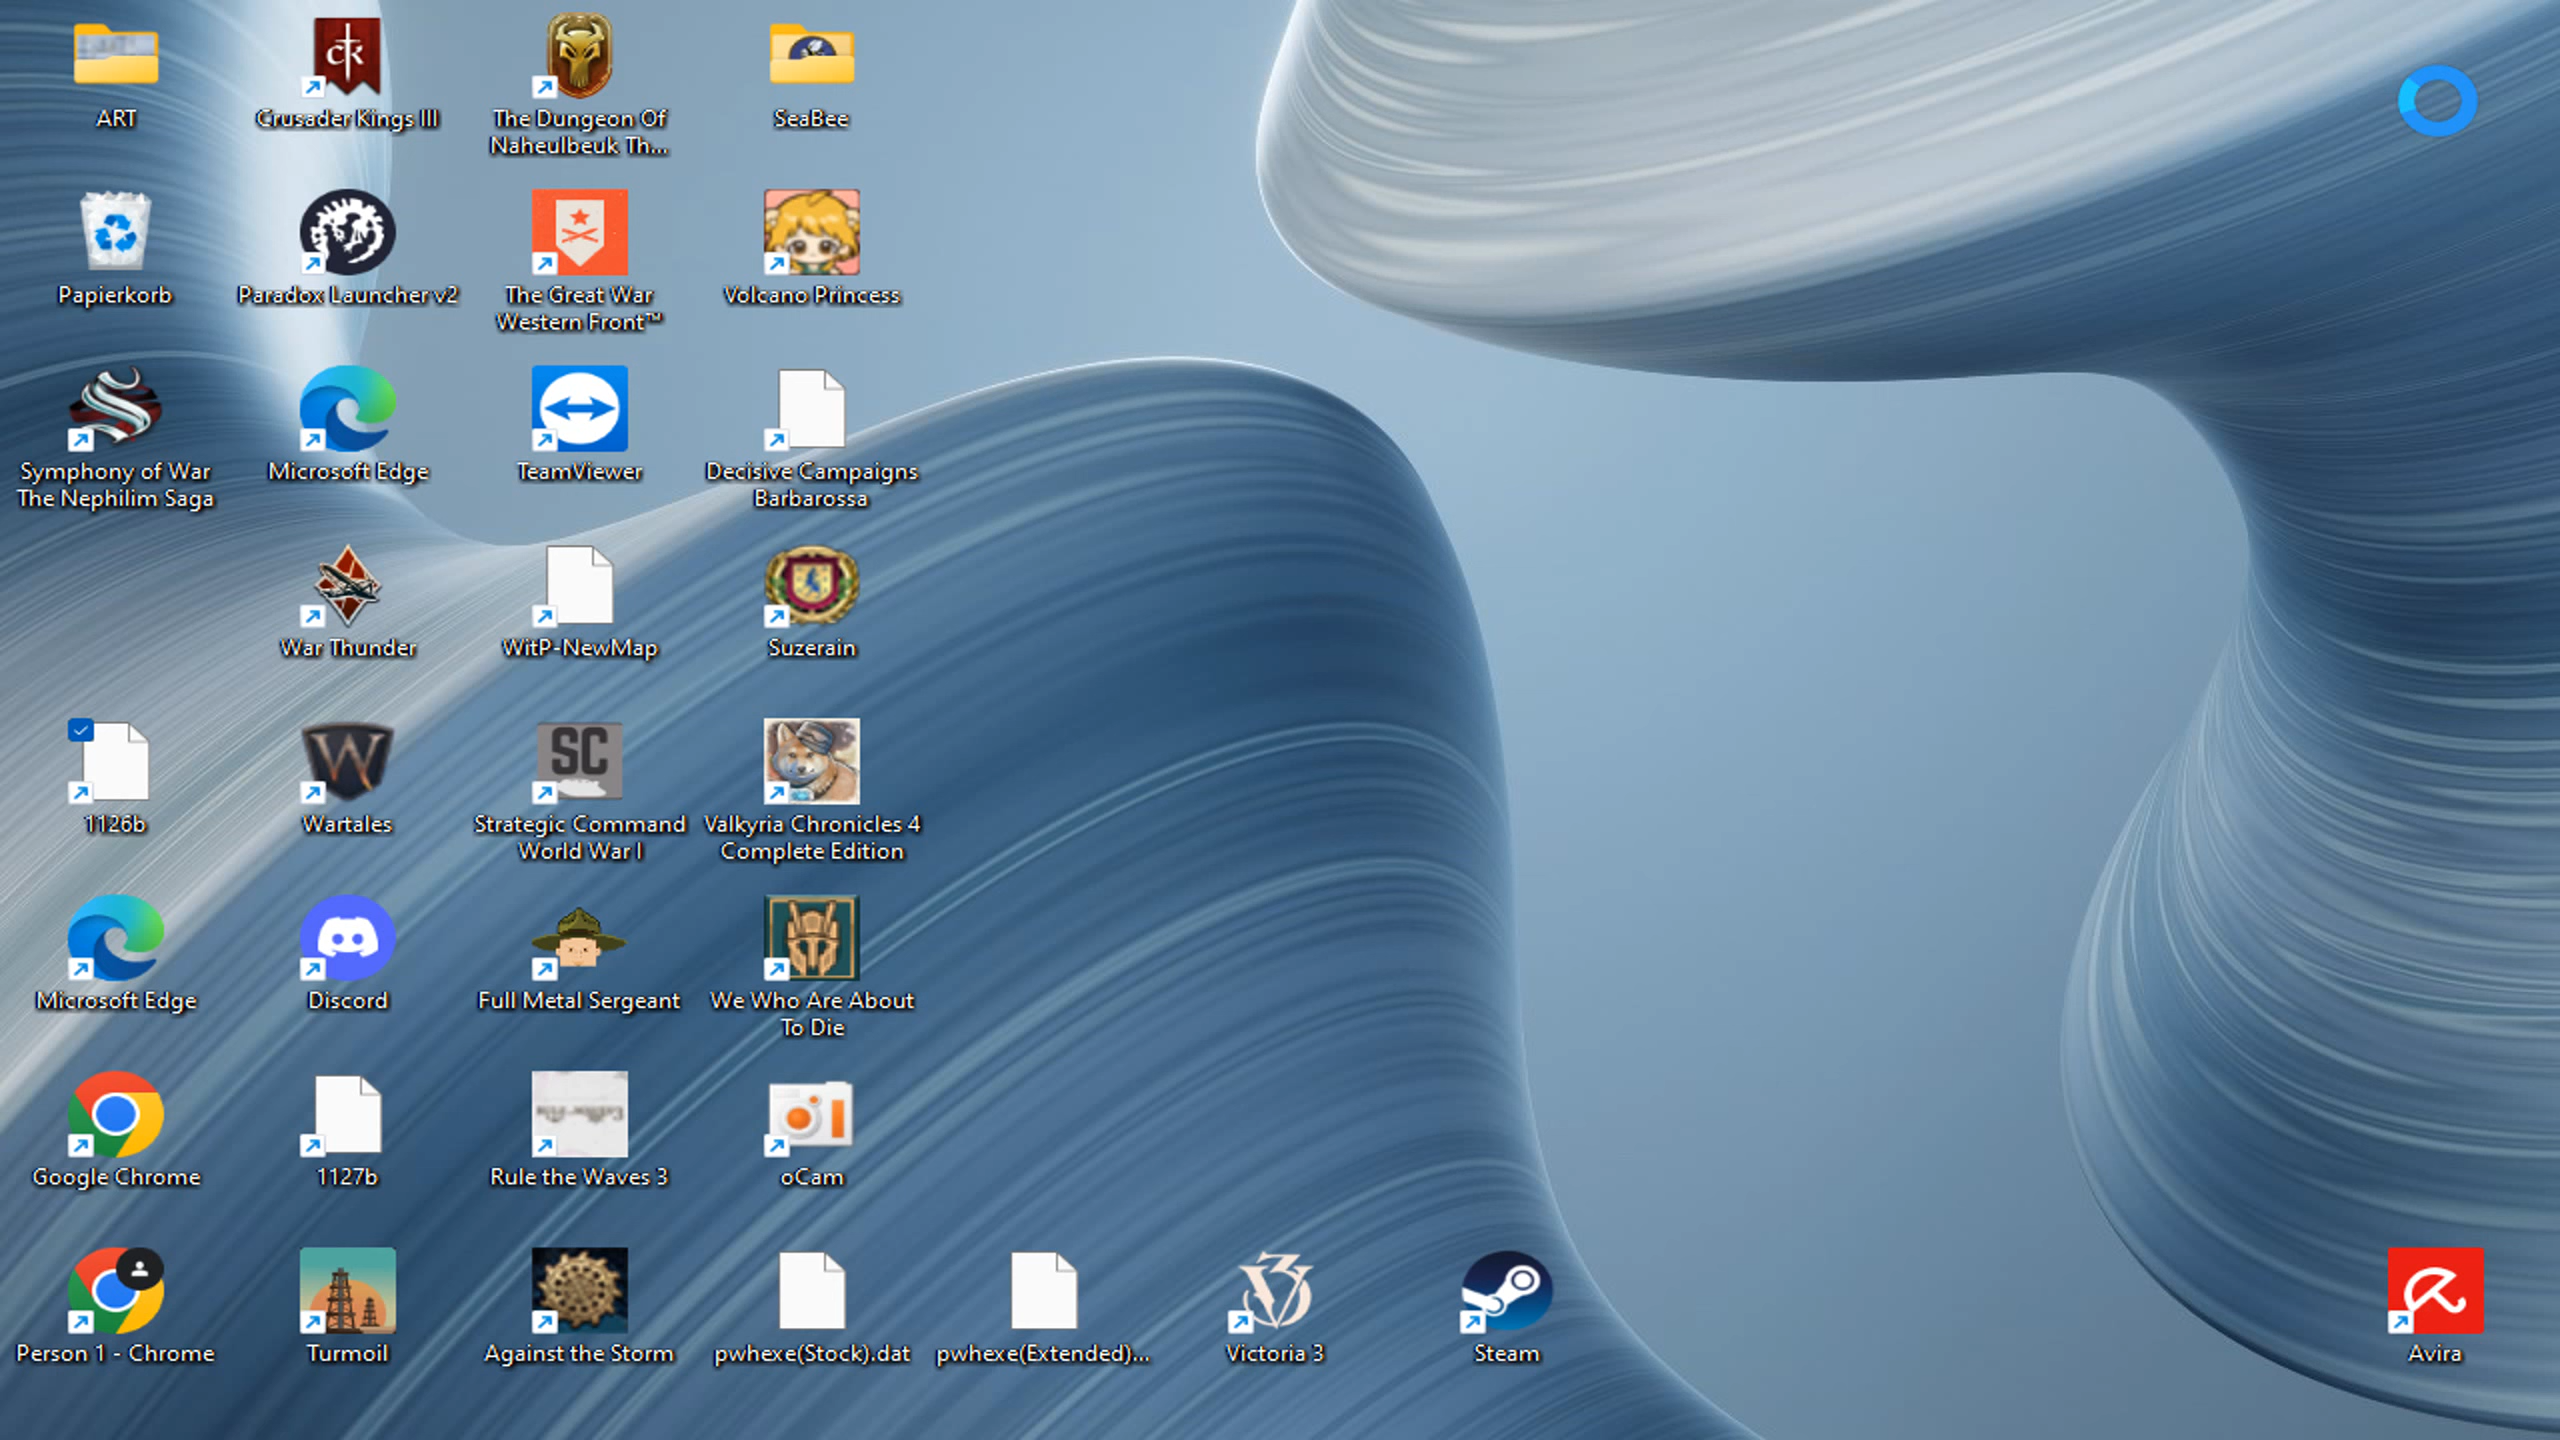 ART
Crusader Kings III
The Dungeon Of
Naheulbeuk Th...
SeaBee
Papierkorb
Paradox Launcher v2
The Great War
Western Front™
Volcano Princess
Symphony of War
The Nephilim Saga
Microsoft Edge
TeamViewer
Decisive Campaigns
Barbarossa
War Thunder
WitP-NewMap
Suzerain
1126b
Wartales
SC
Strategic Command
World War I
Valkyria Chronicles 4
Complete Edition
Microsoft Edge
Discord
Full Metal Sergeant
We Who Are About
To Die
Google Chrome
1127b
Rule the Waves 3
oCam
Person 1 - Chrome
Turmoil
Against the Storm
pwhexe(Stock).dat
pwhexe(Extended)...
Victoria 3
Steam
Avira